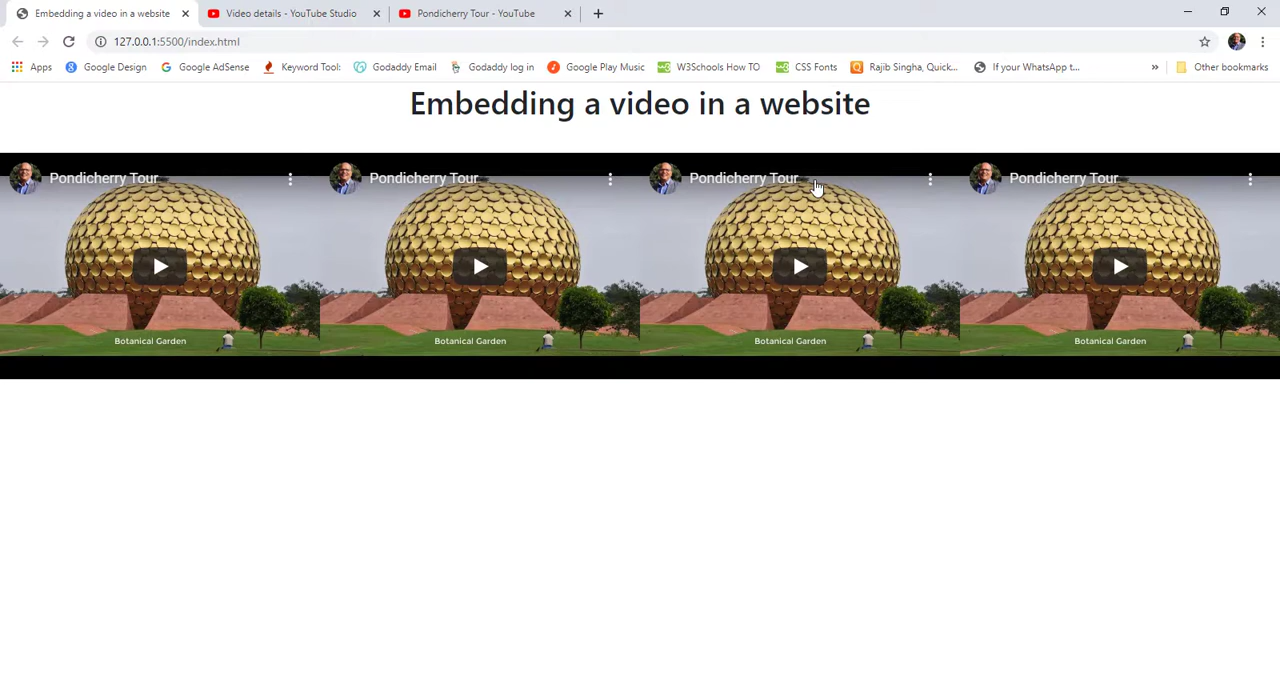 Embedding a video in a website
Video details - YouTube Studio
Pondicherry Tour - YouTube
127.0.0.1:5500/index.html
Apps
Google Design
Google AdSense
Keyword Tool:
Godaddy Email
Godaddy log in
Google Play Music
W3Schools How TO
CSS Fonts
Rajib Singha, Quick...
If your WhatsApp t...
»
Other bookmarks
Embedding a video in a website
Pondicherry Tour
Pondicherry Tour
Pondicherry Tour
Pondicherry Tour
Botanical Garden
Botanical Garden
Botanical Garden
Botanical Garden